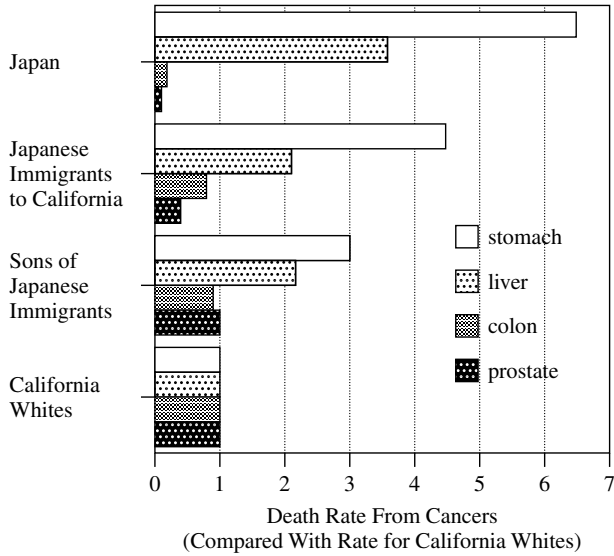 Japan
Japanese
Immigrants
to California
Sons of
Japanese
Immigrants
California
Whites
stomach
liver
colon
prostate
0 1 2 3 4 5 6 7
Death Rate From Cancers
(Compared With Rate for California Whites)